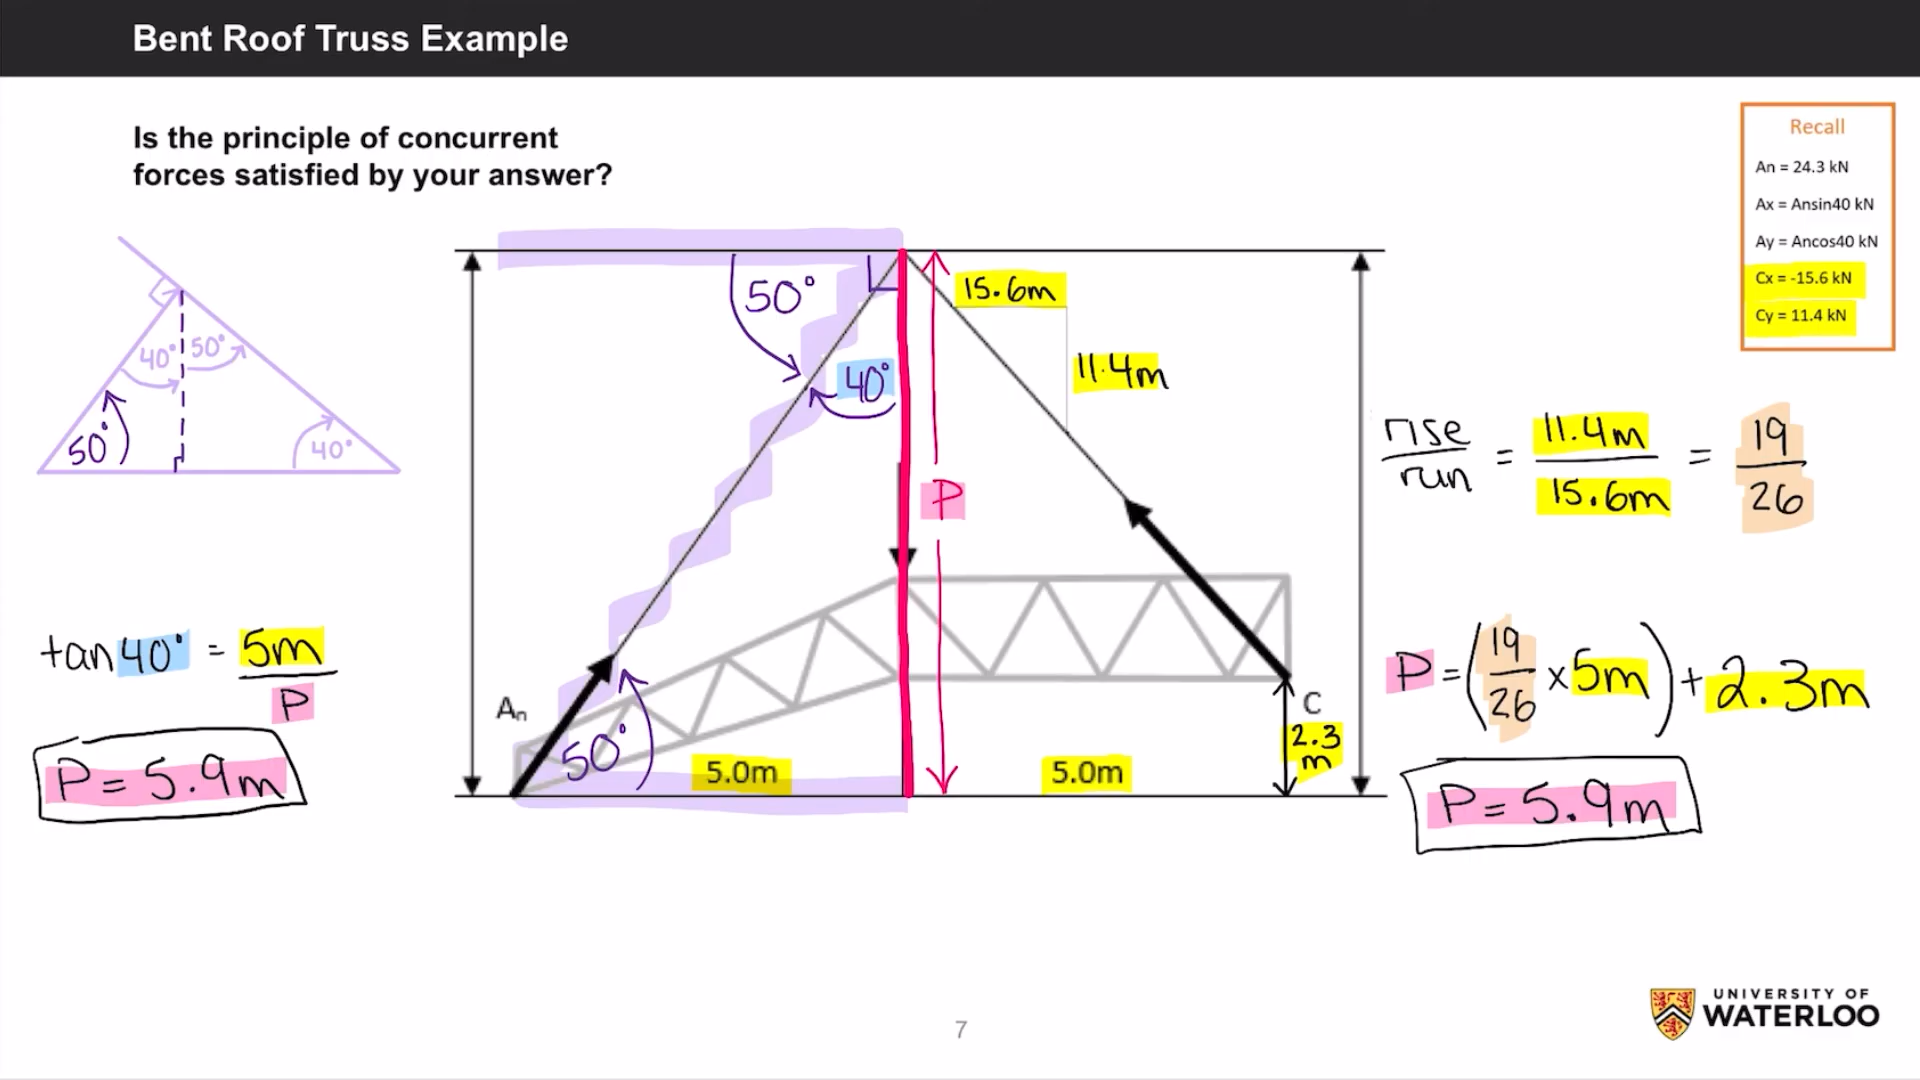 Bent Roof Truss Example
Is the principle of concurrent
forces satisfied by your answer?
Recall
An = 24.3 kN
Ax = Ansin40 kN
Ay = Ancos40 kN
Cx = -15.6 kN
Cy = 11.4 kN
40° 50°
50° 40°
50°
15.6m
40°
11.4m
P
An
50°
5.0m
5.0m
C
2.3
m
rise/run = 11.4m/15.6m = 19/26
tan40° = 5m/P
P = 5.9m
P = (19/26 × 5m) + 2.3m
P = 5.9m
7
UNIVERSITY OF
WATERLOO